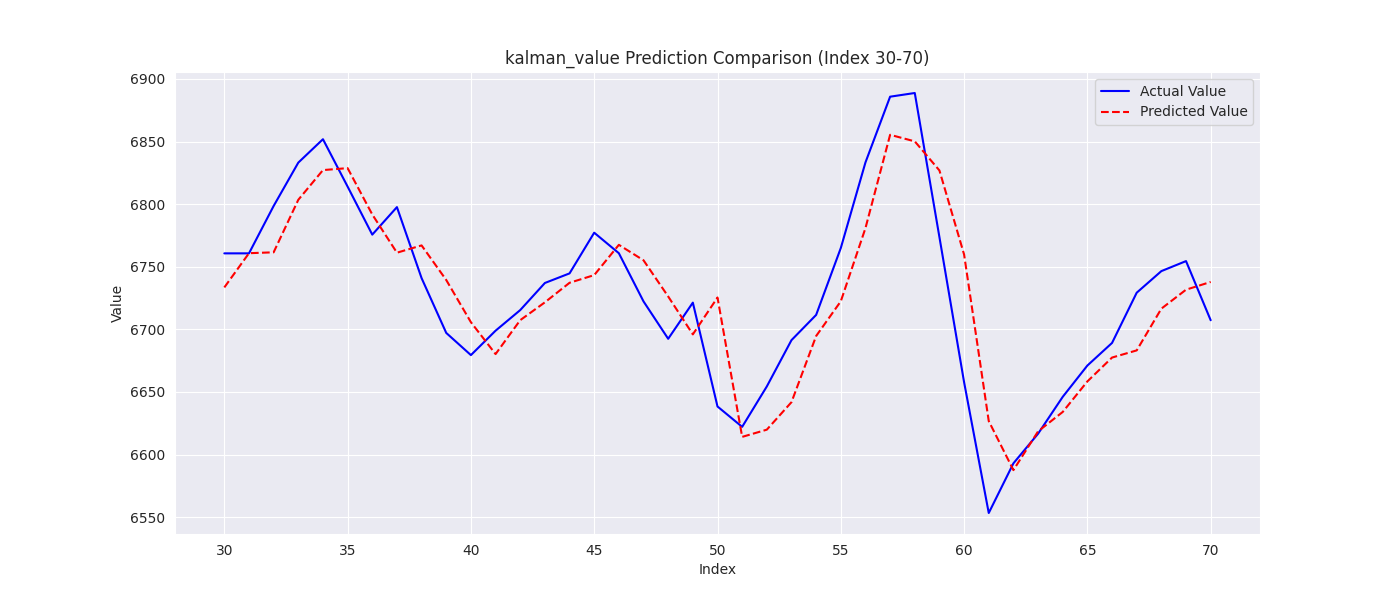 kalman_value Prediction Comparison (Index 30-70)
Actual Value
Predicted Value
Value
6900
6850
6800
6750
6700
6650
6600
6550
30 35 40 45 50 55 60 65 70
Index